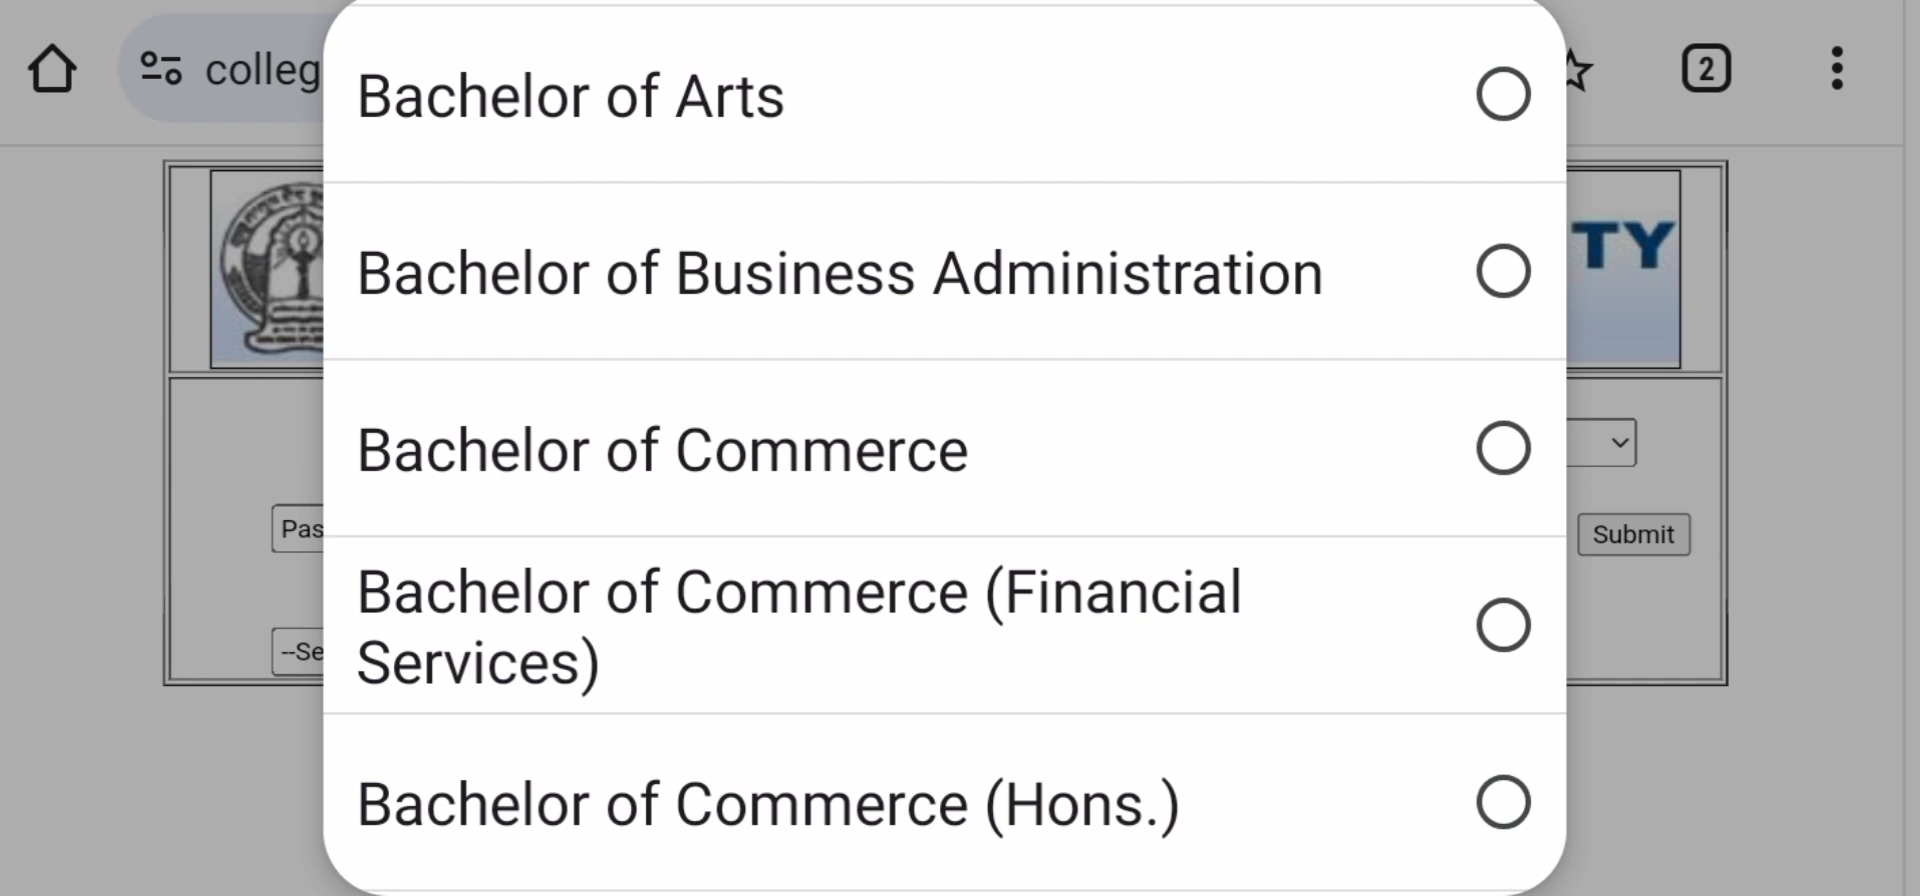 colleg
2
Bachelor of Arts
Bachelor of Business Administration
TY
Bachelor of Commerce
Pas
Submit
Bachelor of Commerce (Financial
Services)
--Se
Bachelor of Commerce (Hons.)